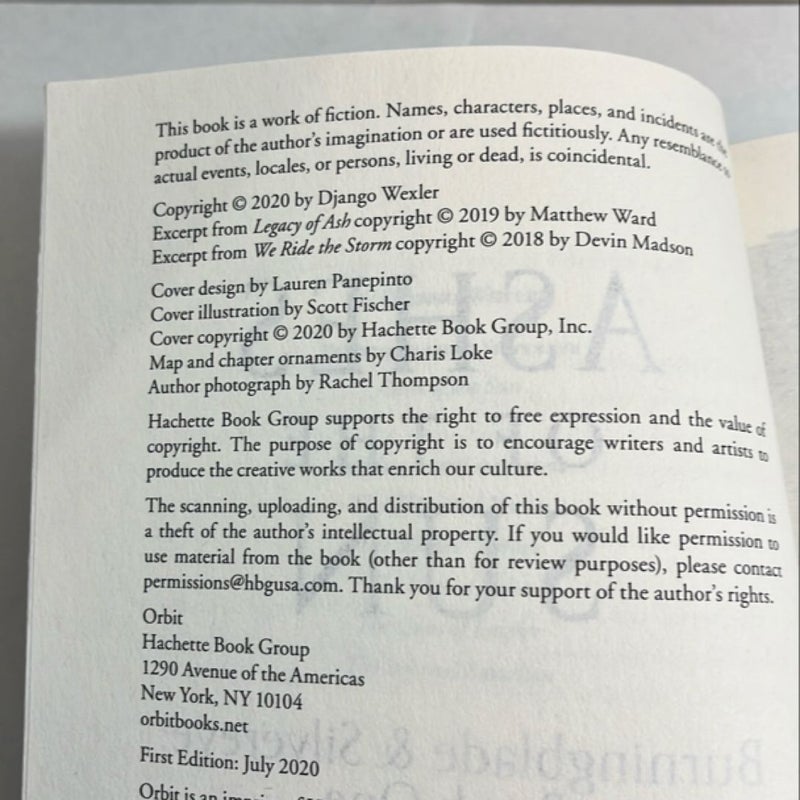 This book is a work of fiction. Names, characters, places, and incidents are the
product of the author's imagination or are used fictitiously. Any resemblance to
actual events, locales, or persons, living or dead, is coincidental.
Copyright © 2020 by Django Wexler
Excerpt from Legacy of Ash copyright © 2019 by Matthew Ward
Excerpt from We Ride the Storm copyright © 2018 by Devin Madson
Cover design by Lauren Panepinto
Cover illustration by Scott Fischer
Cover copyright © 2020 by Hachette Book Group, Inc.
Map and chapter ornaments by Charis Loke
Author photograph by Rachel Thompson
Hachette Book Group supports the right to free expression and the value of
copyright. The purpose of copyright is to encourage writers and artists to
produce the creative works that enrich our culture.
The scanning, uploading, and distribution of this book without permission is
a theft of the author's intellectual property. If you would like permission to
use material from the book (other than for review purposes), please contact
permissions@hbgusa.com. Thank you for your support of the author's rights.
Orbit
Hachette Book Group
1290 Avenue of the Americas
New York, NY 10104
orbitbooks.net
First Edition: July 2020
Orbit is an